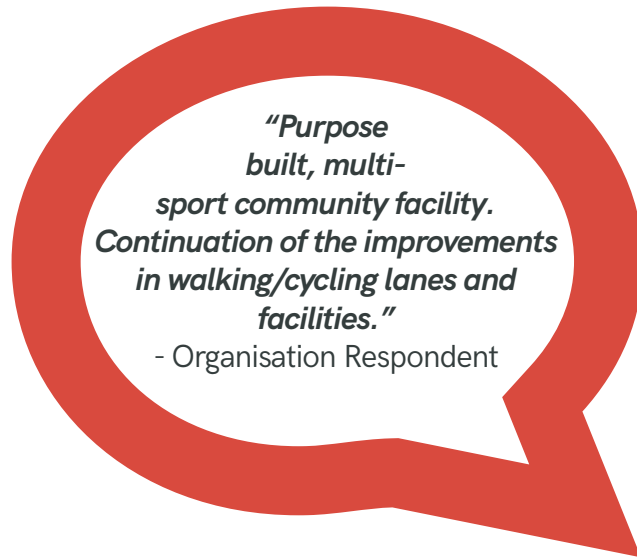 “Purpose
built, multi-
sport community facility.
Continuation of the improvements
in walking/cycling lanes and
facilities.”
- Organisation Respondent